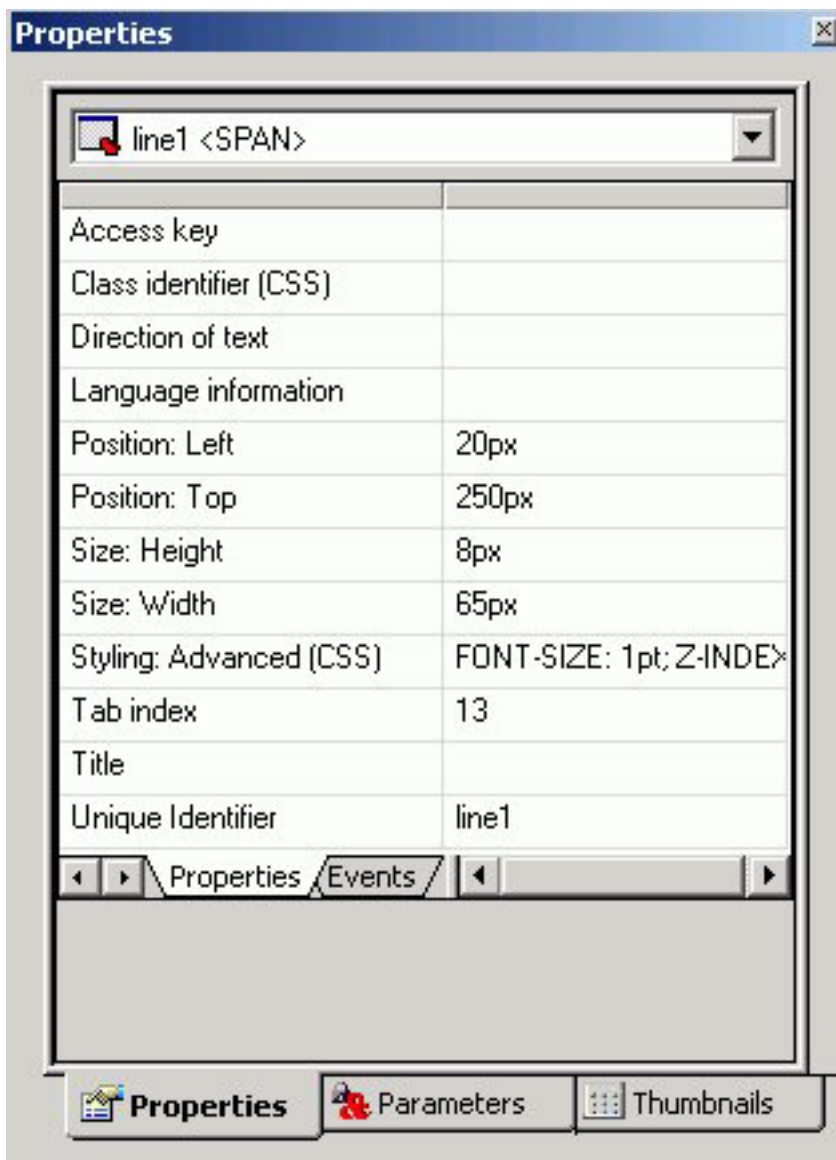 Properties
line1 <SPAN>
Access key
Class identifier (CSS)
Direction of text
Language information
Position: Left 20px
Position: Top 250px
Size: Height 8px
Size: Width 65px
Styling: Advanced (CSS) FONT-SIZE: 1pt; Z-INDEX
Tab index 13
Title
Unique Identifier line1
Properties Events
Properties Parameters Thumbnails